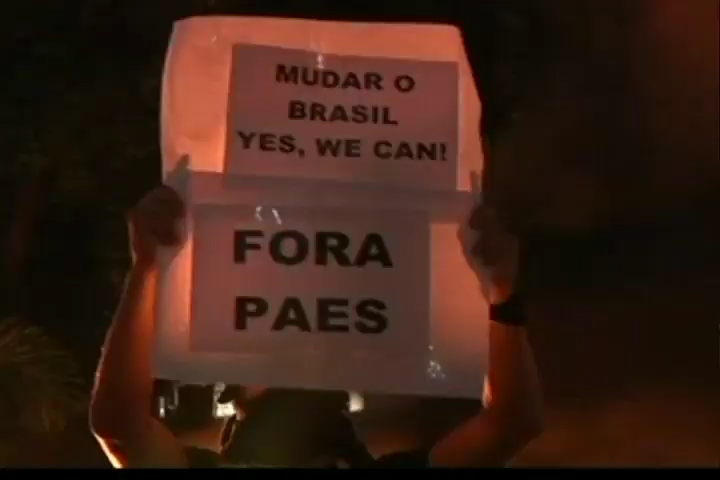 MUDAR O
BRASIL
YES, WE CAN!
FORA
PAES